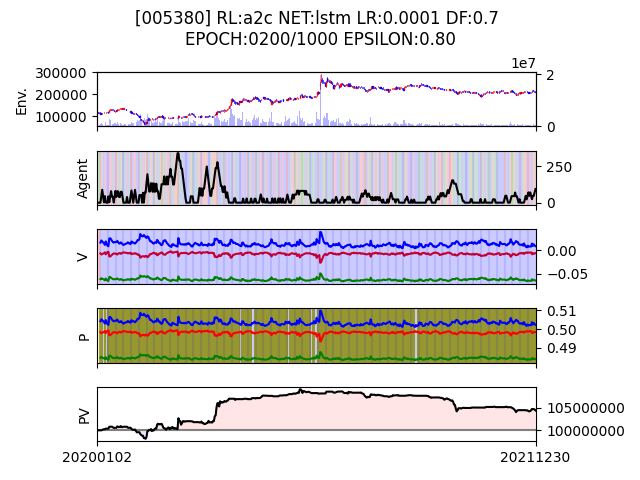 [005380] RL:a2c NET:lstm LR:0.0001 DF:0.7
EPOCH:0200/1000 EPSILON:0.80
1e7
Env.
300000
200000
100000
2
0
Agent
250
0
V
0.00
−0.05
P
0.51
0.50
0.49
PV
105000000
100000000
20200102
20211230